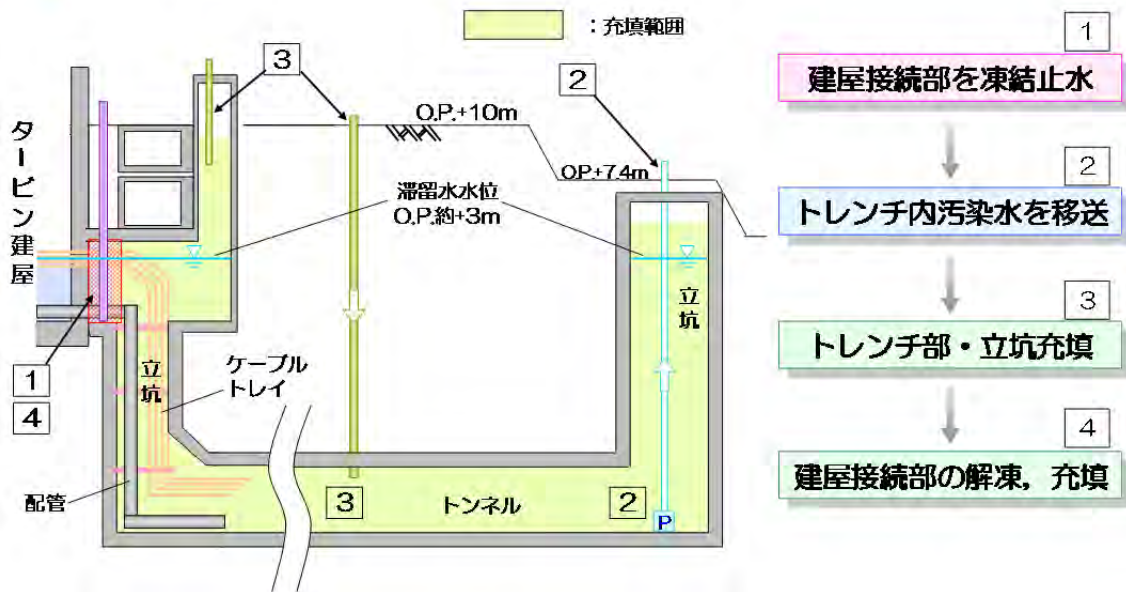 ：充填範囲
1
建屋接続部を凍結止水
2
トレンチ内汚染水を移送
3
トレンチ部・立坑充填
4
建屋接続部の解凍，充填
3
2
O.P.+10m
O.P.+7.4m
滞留水水位
O.P.約+3m
タービン建屋
立坑
立坑
ケーブル
トレイ
1
4
配管
3
トンネル
2
P